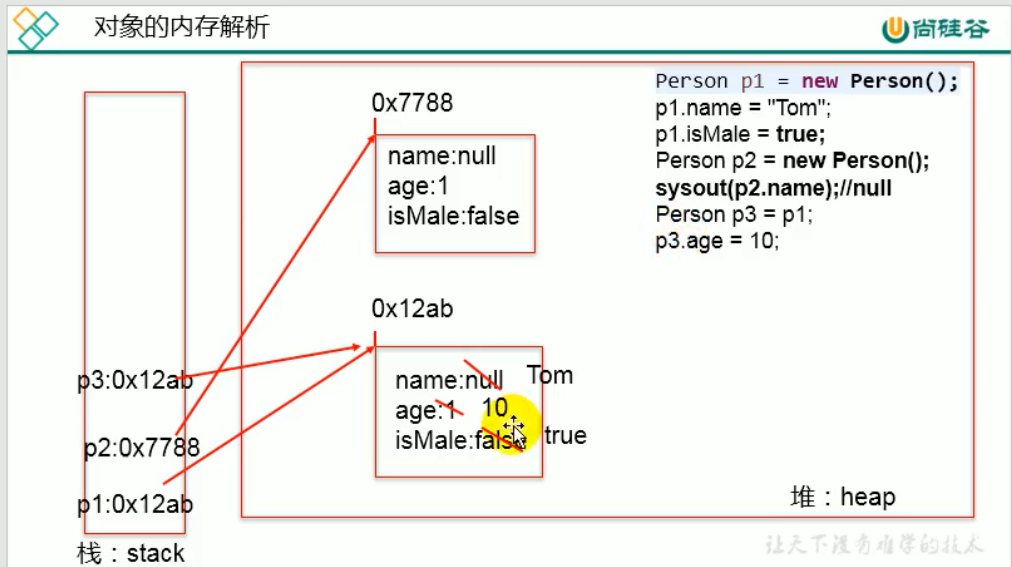 对象的内存解析
尚硅谷
Person p1 = new Person();
p1.name = "Tom";
p1.isMale = true;
Person p2 = new Person();
sysout(p2.name);//null
Person p3 = p1;
p3.age = 10;
0x7788
name:null
age:1
isMale:false
0x12ab
name:null Tom
age:1 10
isMale:false true
p3:0x12ab
p2:0x7788
p1:0x12ab
栈：stack
堆：heap
让天下没有难学的技术